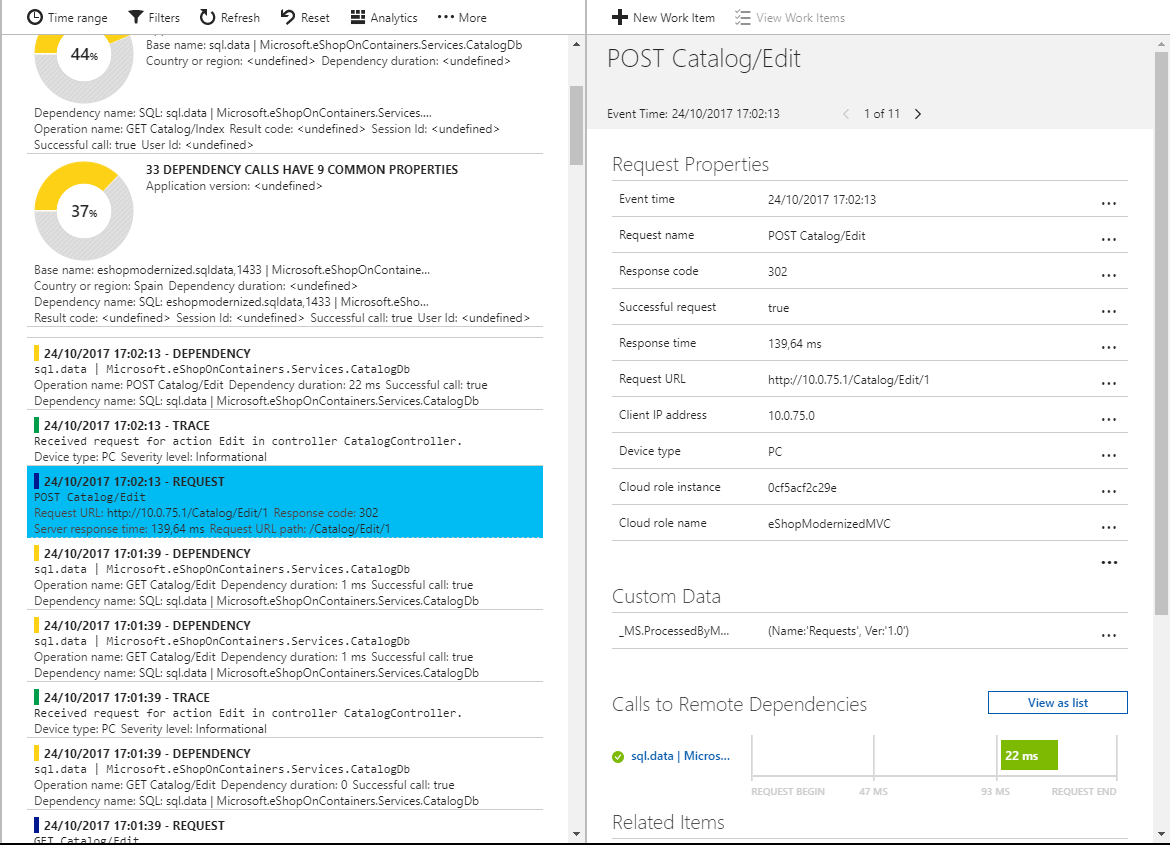 Time range Filters Refresh Reset Analytics More
44%
Base name: sql.data | Microsoft.eShopOnContainers.Services.CatalogDb
Country or region: <undefined> Dependency duration: <undefined>
Dependency name: SQL: sql.data | Microsoft.eShopOnContainers.Services....
Operation name: GET Catalog/Index Result code: <undefined> Session Id: <undefined>
Successful call: true User Id: <undefined>
37%
33 DEPENDENCY CALLS HAVE 9 COMMON PROPERTIES
Application version: <undefined>
Base name: eshopmodernized.sqldata,1433 | Microsoft.eShopOnContaine...
Country or region: Spain Dependency duration: <undefined>
Dependency name: SQL: eshopmodernized.sqldata,1433 | Microsoft.eSho...
Result code: <undefined> Session Id: <undefined> Successful call: true User Id: <undefined>
24/10/2017 17:02:13 - DEPENDENCY
sql.data | Microsoft.eShopOnContainers.Services.CatalogDb
Operation name: POST Catalog/Edit Dependency duration: 22 ms Successful call: true
Dependency name: SQL: sql.data | Microsoft.eShopOnContainers.Services.CatalogDb
24/10/2017 17:02:13 - TRACE
Received request for action Edit in controller CatalogController.
Device type: PC Severity level: Informational
24/10/2017 17:02:13 - REQUEST
POST Catalog/Edit
Request URL: http://10.0.75.1/Catalog/Edit/1 Response code: 302
Server response time: 139,64 ms Request URL path: /Catalog/Edit/1
24/10/2017 17:01:39 - DEPENDENCY
sql.data | Microsoft.eShopOnContainers.Services.CatalogDb
Operation name: GET Catalog/Edit Dependency duration: 1 ms Successful call: true
Dependency name: SQL: sql.data | Microsoft.eShopOnContainers.Services.CatalogDb
24/10/2017 17:01:39 - DEPENDENCY
sql.data | Microsoft.eShopOnContainers.Services.CatalogDb
Operation name: GET Catalog/Edit Dependency duration: 1 ms Successful call: true
Dependency name: SQL: sql.data | Microsoft.eShopOnContainers.Services.CatalogDb
24/10/2017 17:01:39 - TRACE
Received request for action Edit in controller CatalogController.
Device type: PC Severity level: Informational
24/10/2017 17:01:39 - DEPENDENCY
sql.data | Microsoft.eShopOnContainers.Services.CatalogDb
Operation name: GET Catalog/Edit Dependency duration: 0 Successful call: true
Dependency name: SQL: sql.data | Microsoft.eShopOnContainers.Services.CatalogDb
24/10/2017 17:01:39 - REQUEST
GET Catalog/Edit
New Work Item View Work Items
POST Catalog/Edit
Event Time: 24/10/2017 17:02:13 1 of 11
Request Properties
Event time 24/10/2017 17:02:13
Request name POST Catalog/Edit
Response code 302
Successful request true
Response time 139,64 ms
Request URL http://10.0.75.1/Catalog/Edit/1
Client IP address 10.0.75.0
Device type PC
Cloud role instance 0cf5acf2c29e
Cloud role name eShopModernizedMVC
Custom Data
_MS.ProcessedByM... (Name:'Requests', Ver:'1.0')
Calls to Remote Dependencies View as list
sql.data | Micros... 22 ms
REQUEST BEGIN 47 MS 93 MS REQUEST END
Related Items